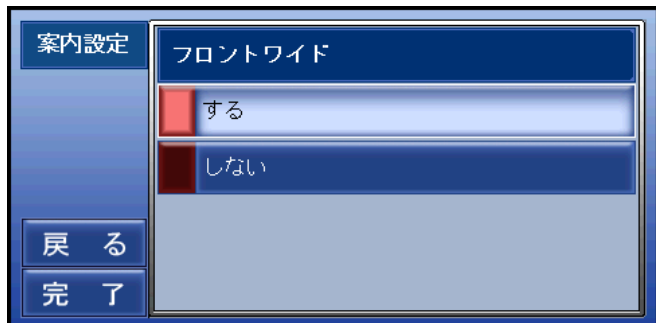 案内設定
フロントワイド
する
しない
戻 る
完 了